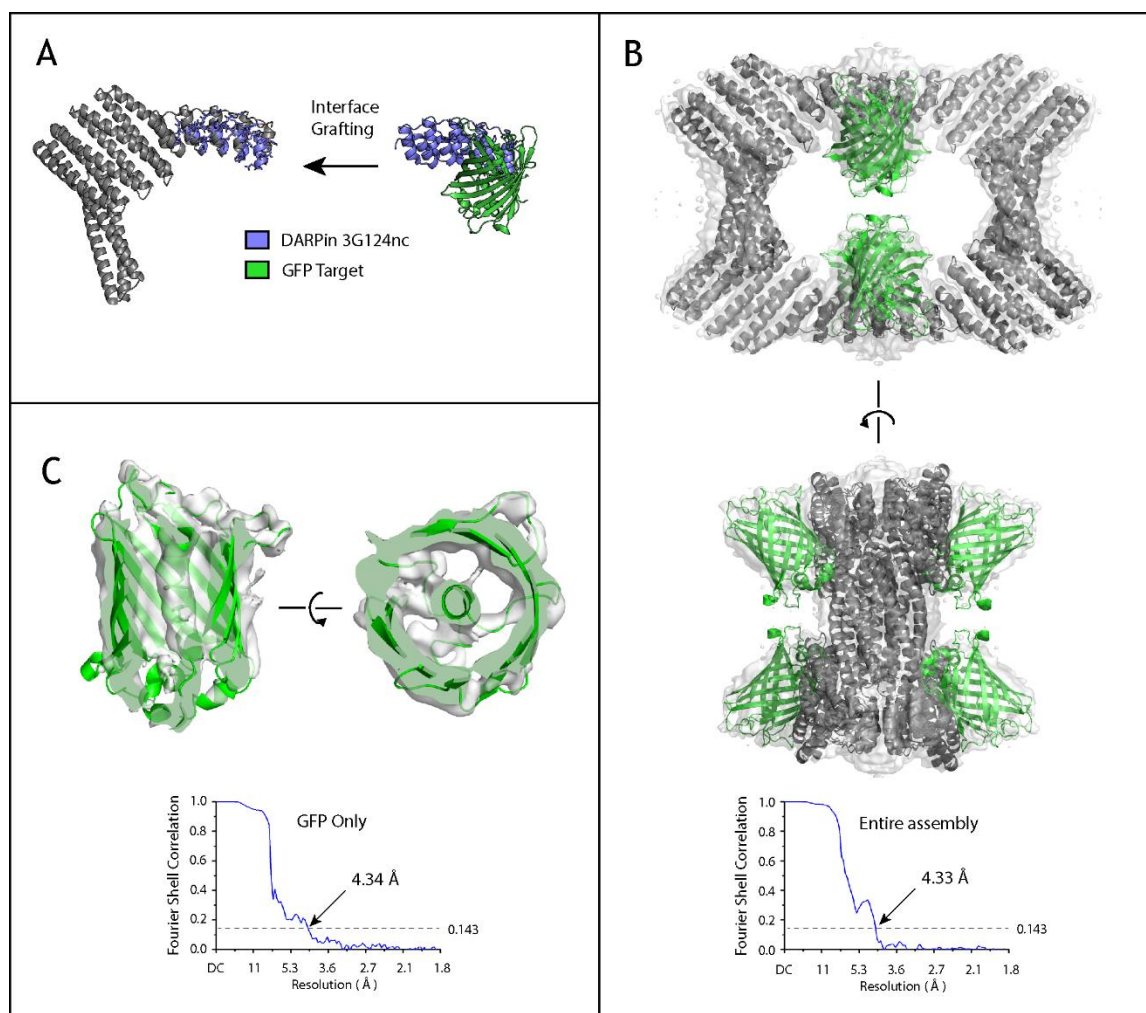 A
Interface
Grafting
DARPin 3G124nc
GFP Target
B
C
1.0
0.8
0.6
0.4
0.2
0.0
Fourier Shell Correlation
GFP Only
4.34 Å
0.143
DC 11 5.3 3.6 2.7 2.1 1.8
Resolution ( Å )
1.0
0.8
0.6
0.4
0.2
0.0
Fourier Shell Correlation
Entire assembly
4.33 Å
0.143
DC 11 5.3 3.6 2.7 2.1 1.8
Resolution ( Å )